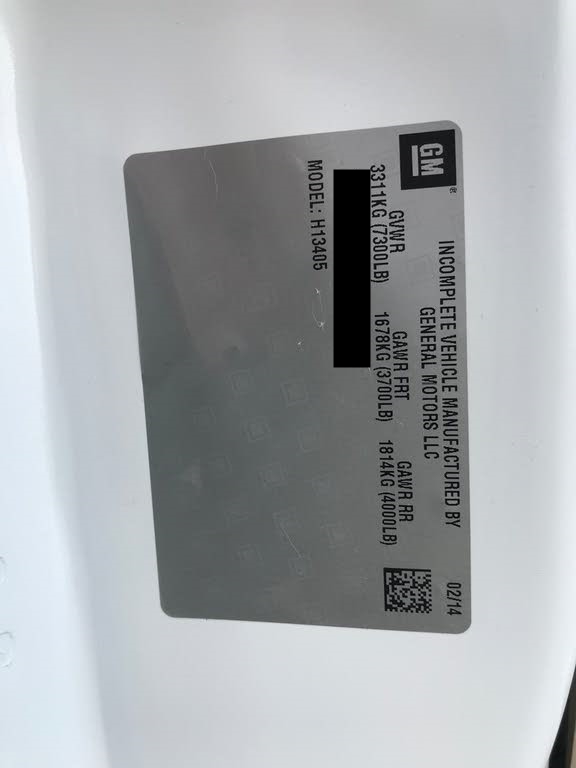 GM ®
INCOMPLETE VEHICLE MANUFACTURED BY
GENERAL MOTORS LLC
02/14
GVWR GAWR FRT GAWR RR
3311KG (7300LB) 1678KG (3700LB) 1814KG (4000LB)
MODEL: H13405